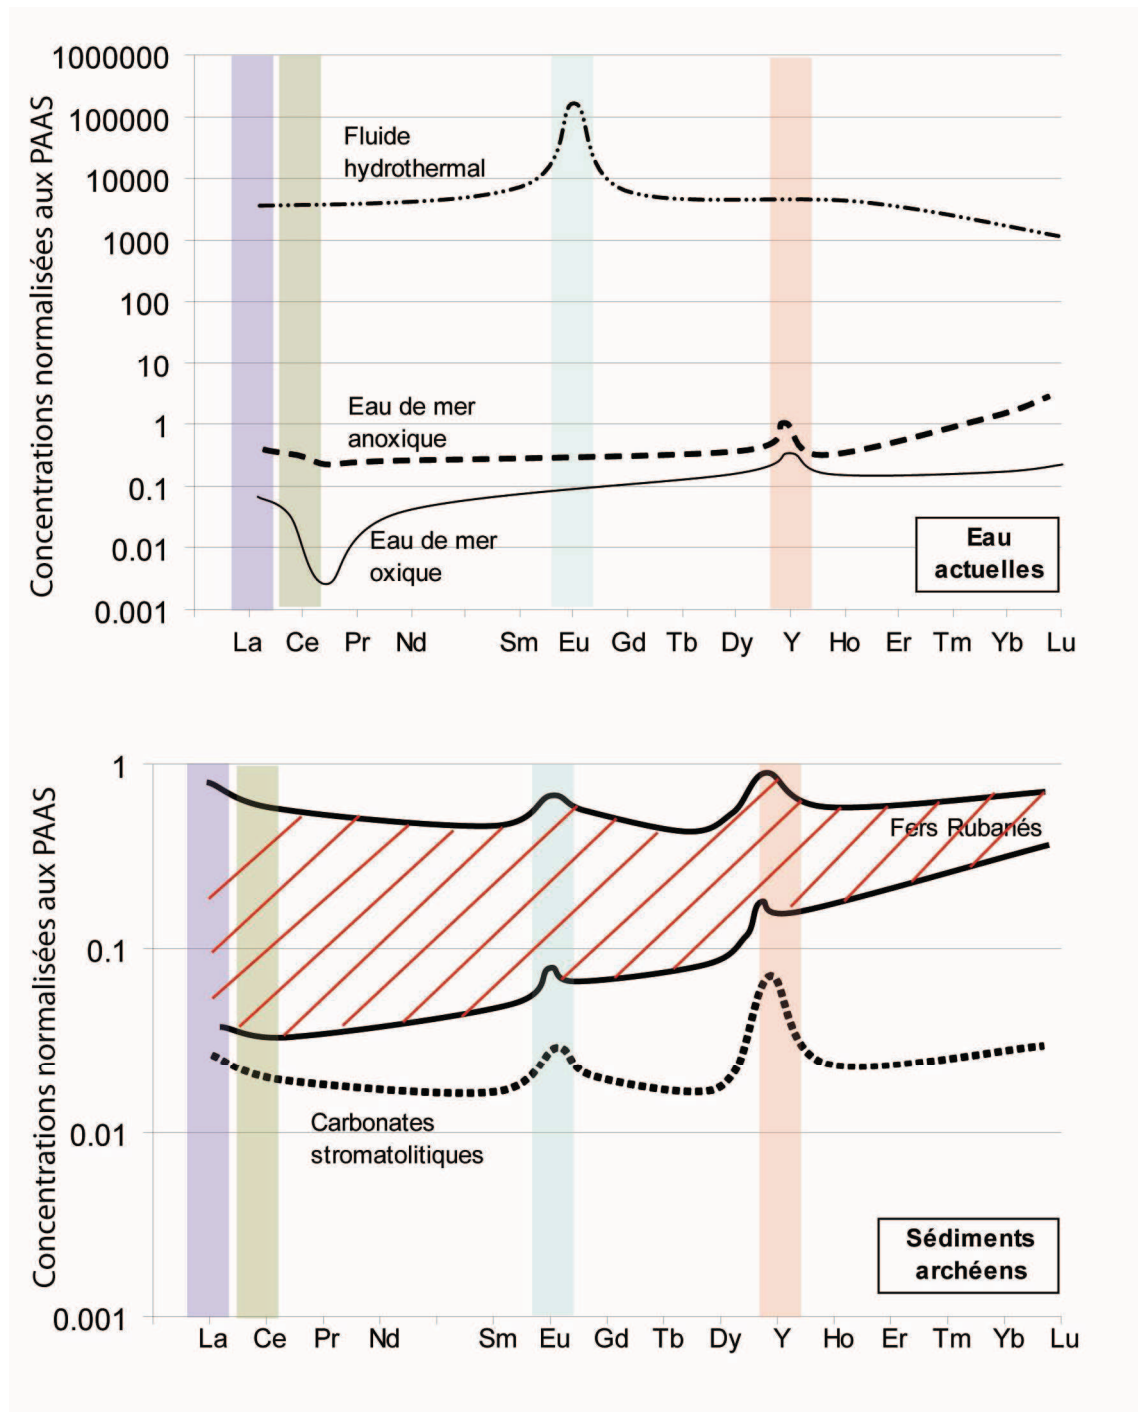 Concentrations normalisées aux PAAS
1000000
100000
10000
1000
100
10
1
0.1
0.01
0.001
Fluide
hydrothermal
Eau de mer
anoxique
Eau de mer
oxique
Eau
actuelles
La Ce Pr Nd Sm Eu Gd Tb Dy Y Ho Er Tm Yb Lu
Concentrations normalisées aux PAAS
1
0.1
0.01
0.001
Fers Rubanés
Carbonates
stromatolitiques
Sédiments
archéens
La Ce Pr Nd Sm Eu Gd Tb Dy Y Ho Er Tm Yb Lu